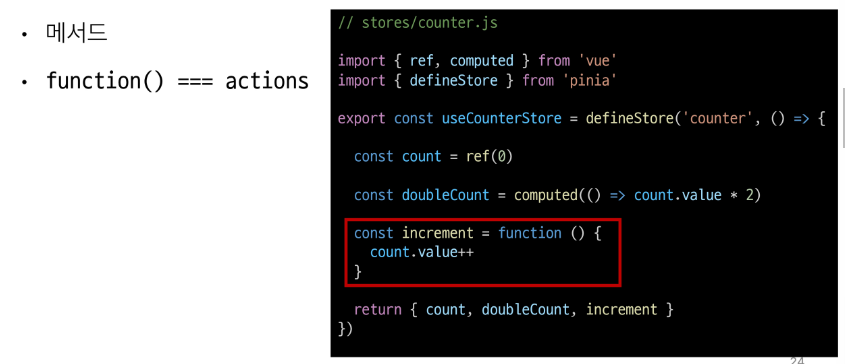 • 메서드
• function() === actions
// stores/counter.js
import { ref, computed } from 'vue'
import { defineStore } from 'pinia'
export const useCounterStore = defineStore('counter', () => {
const count = ref(0)
const doubleCount = computed(() => count.value * 2)
const increment = function () {
count.value++
}
return { count, doubleCount, increment }
})
24